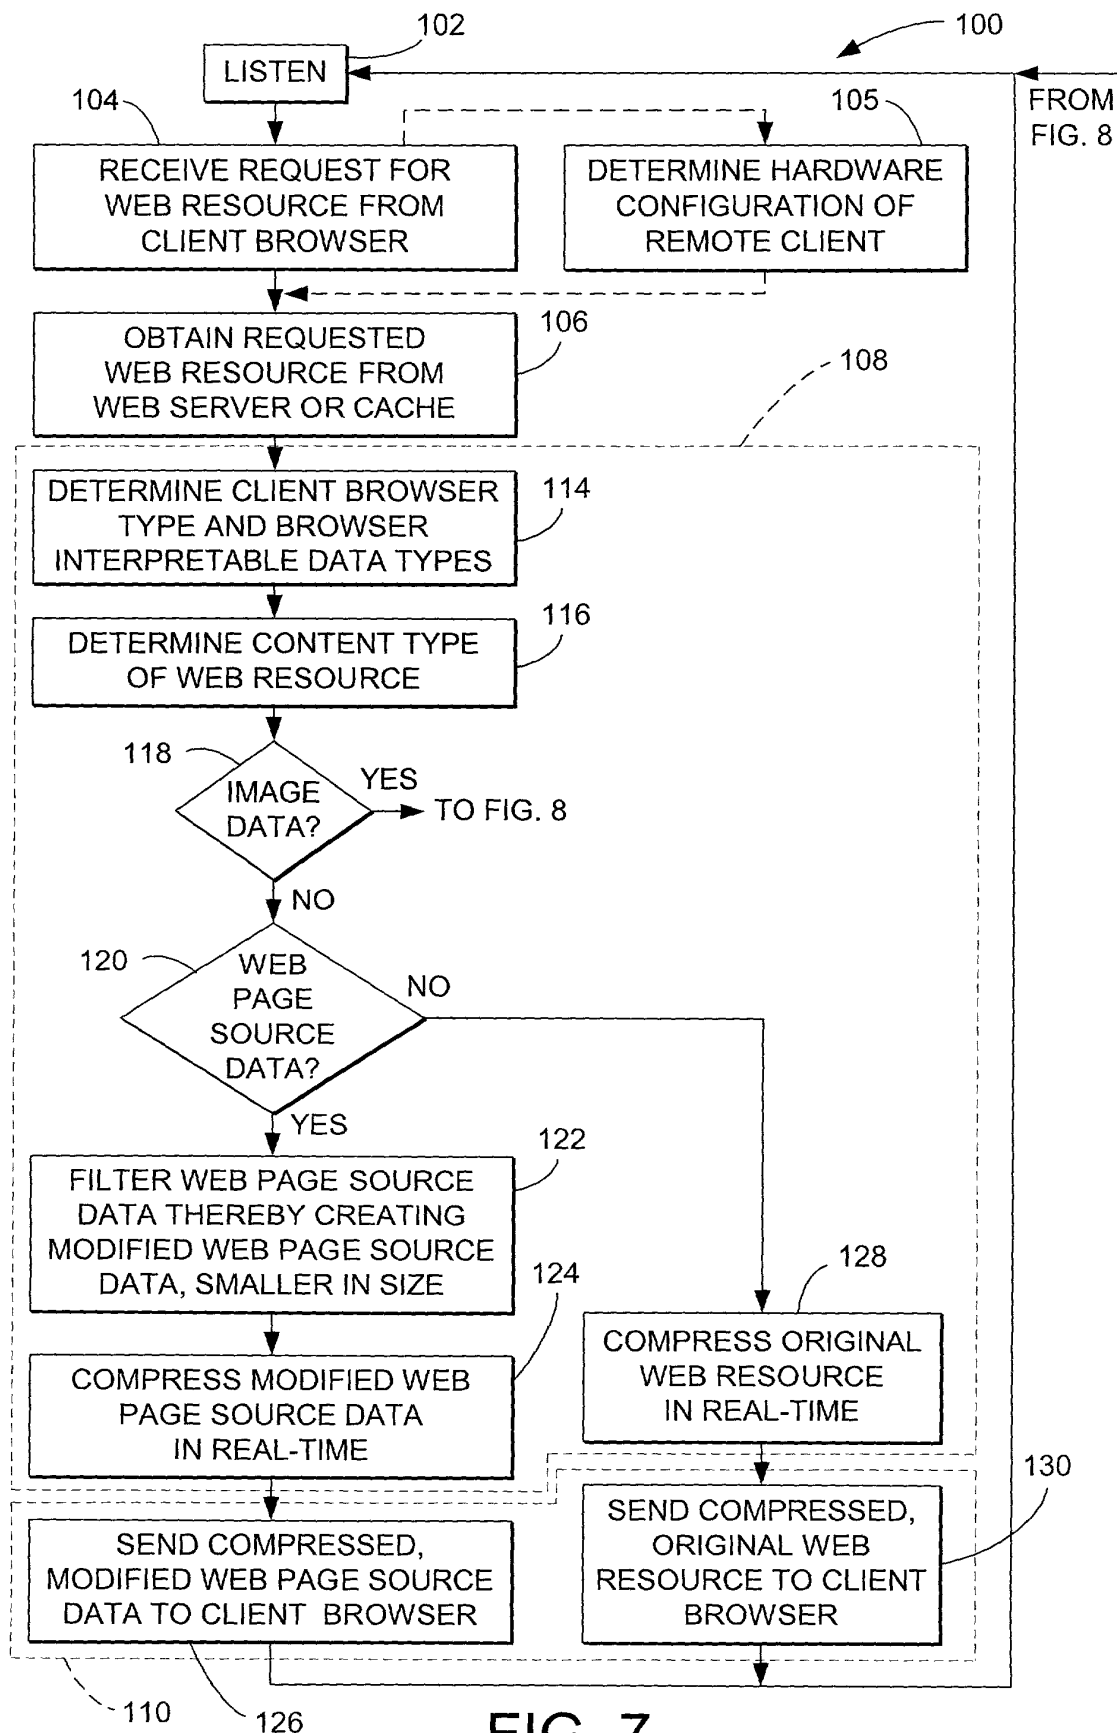 102
100
LISTEN
104
105
FROM
FIG. 8
RECEIVE REQUEST FOR
WEB RESOURCE FROM
CLIENT BROWSER
DETERMINE HARDWARE
CONFIGURATION OF
REMOTE CLIENT
106
OBTAIN REQUESTED
WEB RESOURCE FROM
WEB SERVER OR CACHE
108
DETERMINE CLIENT BROWSER
TYPE AND BROWSER
INTERPRETABLE DATA TYPES
114
116
DETERMINE CONTENT TYPE
OF WEB RESOURCE
118
IMAGE
DATA?
YES
TO FIG. 8
NO
120
WEB
PAGE
SOURCE
DATA?
NO
YES
122
FILTER WEB PAGE SOURCE
DATA THEREBY CREATING
MODIFIED WEB PAGE SOURCE
DATA, SMALLER IN SIZE
124
128
COMPRESS MODIFIED WEB
PAGE SOURCE DATA
IN REAL-TIME
COMPRESS ORIGINAL
WEB RESOURCE
IN REAL-TIME
130
SEND COMPRESSED,
MODIFIED WEB PAGE SOURCE
DATA TO CLIENT BROWSER
SEND COMPRESSED,
ORIGINAL WEB
RESOURCE TO CLIENT
BROWSER
110
126
FIG. 7